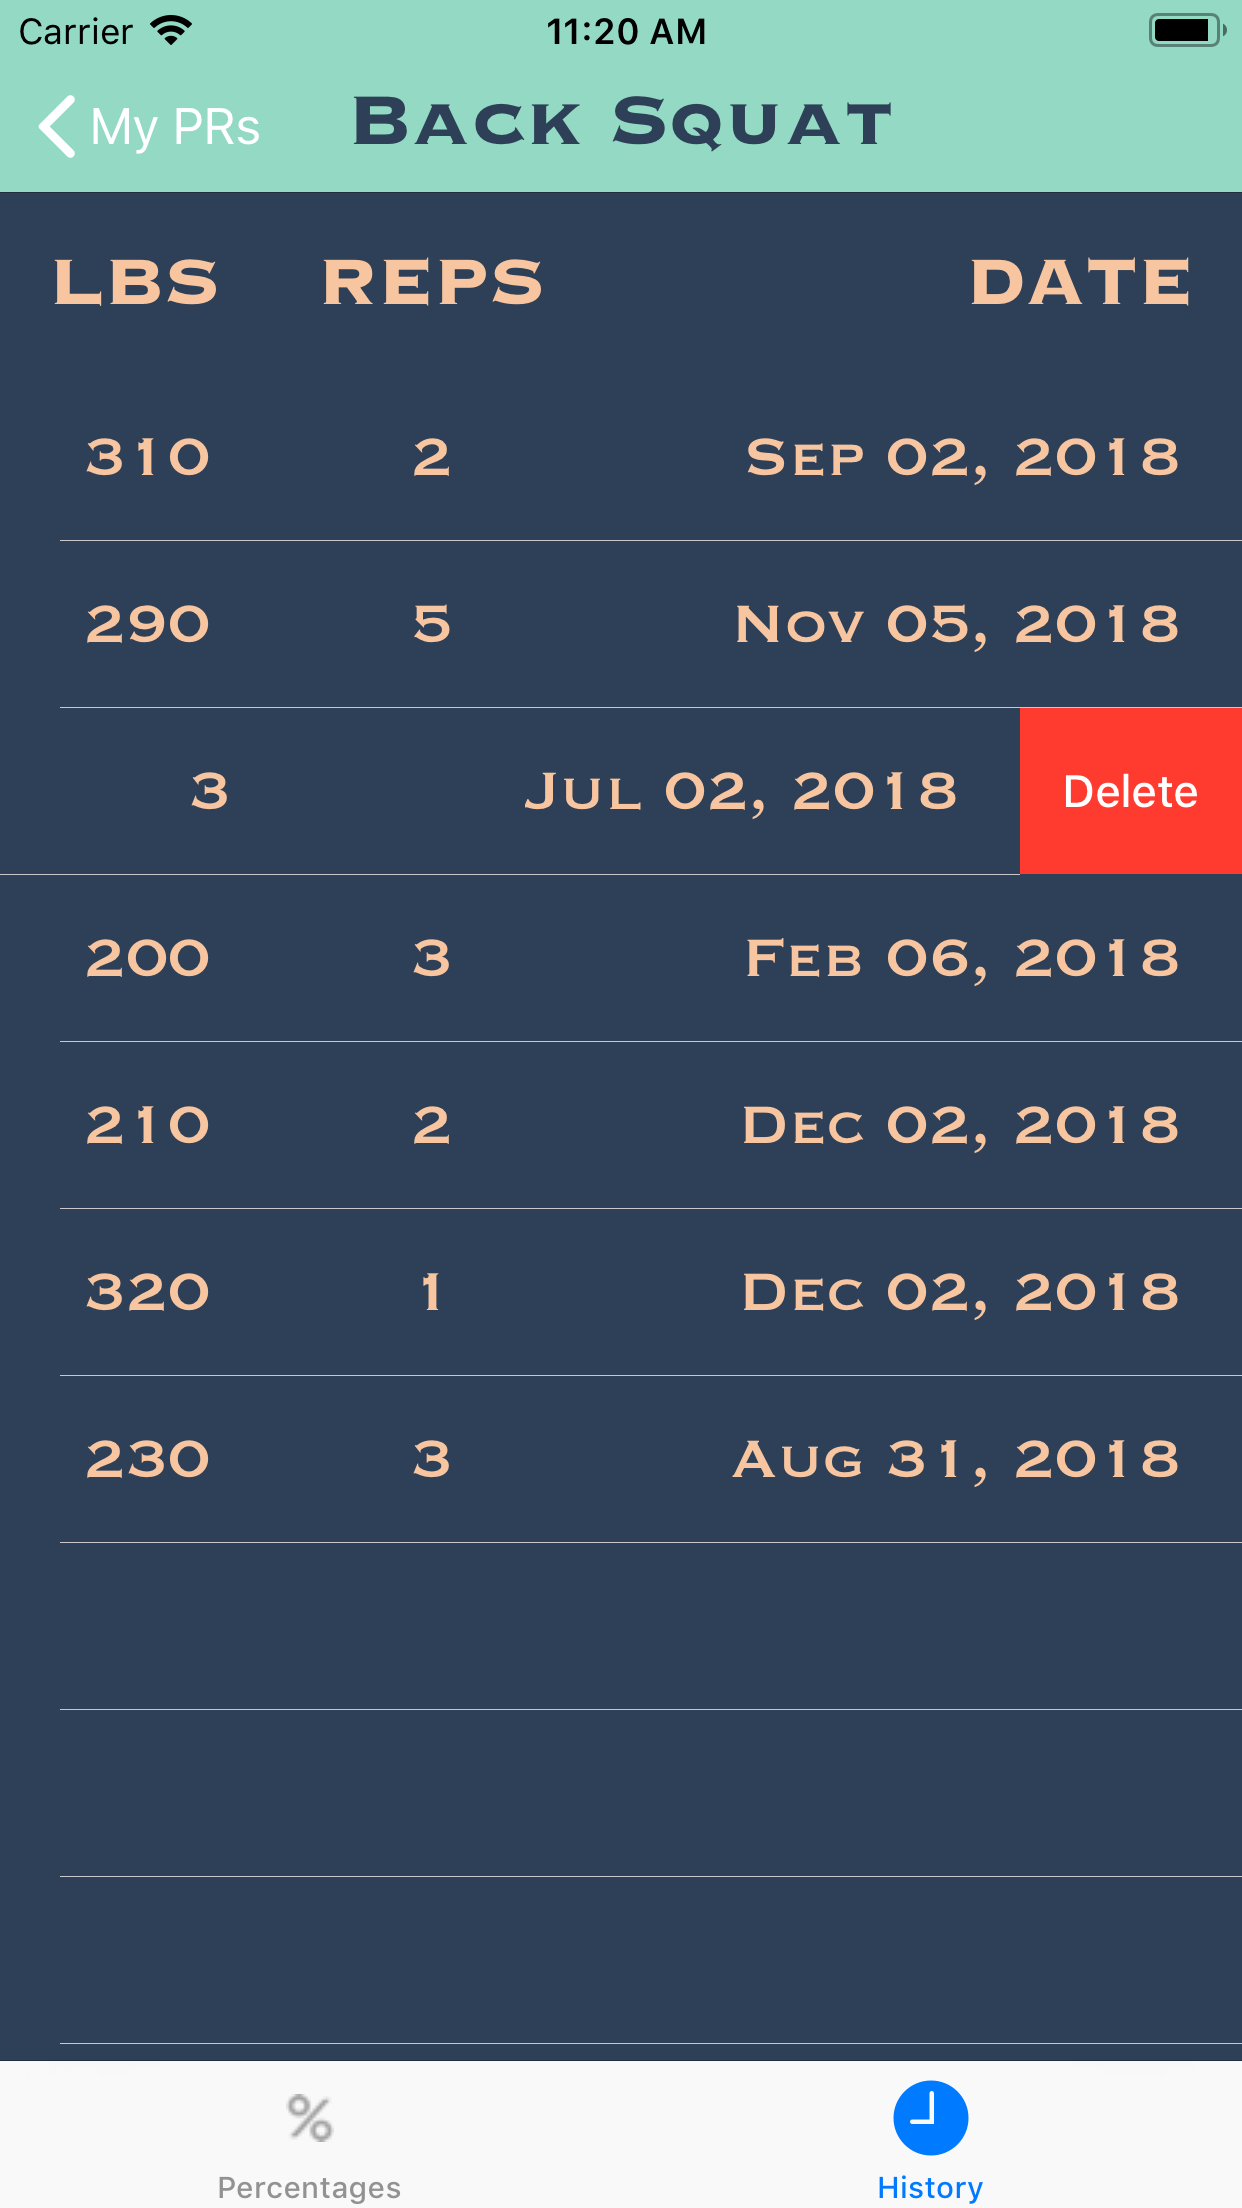 Carrier 11:20 AM
My PRs Back Squat
LBS REPS DATE
310 2 Sep 02, 2018
290 5 Nov 05, 2018
3 Jul 02, 2018 Delete
200 3 Feb 06, 2018
210 2 Dec 02, 2018
320 1 Dec 02, 2018
230 3 Aug 31, 2018
%
Percentages History